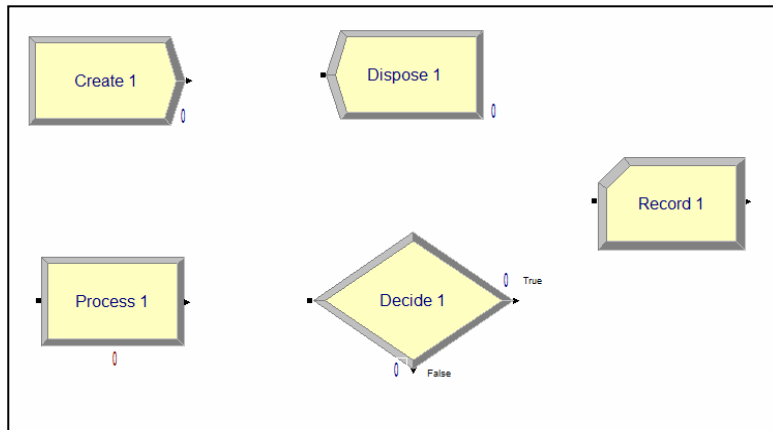 Create 1
0
Dispose 1
0
Record 1
Process 1
0
Decide 1
0
True
0
False